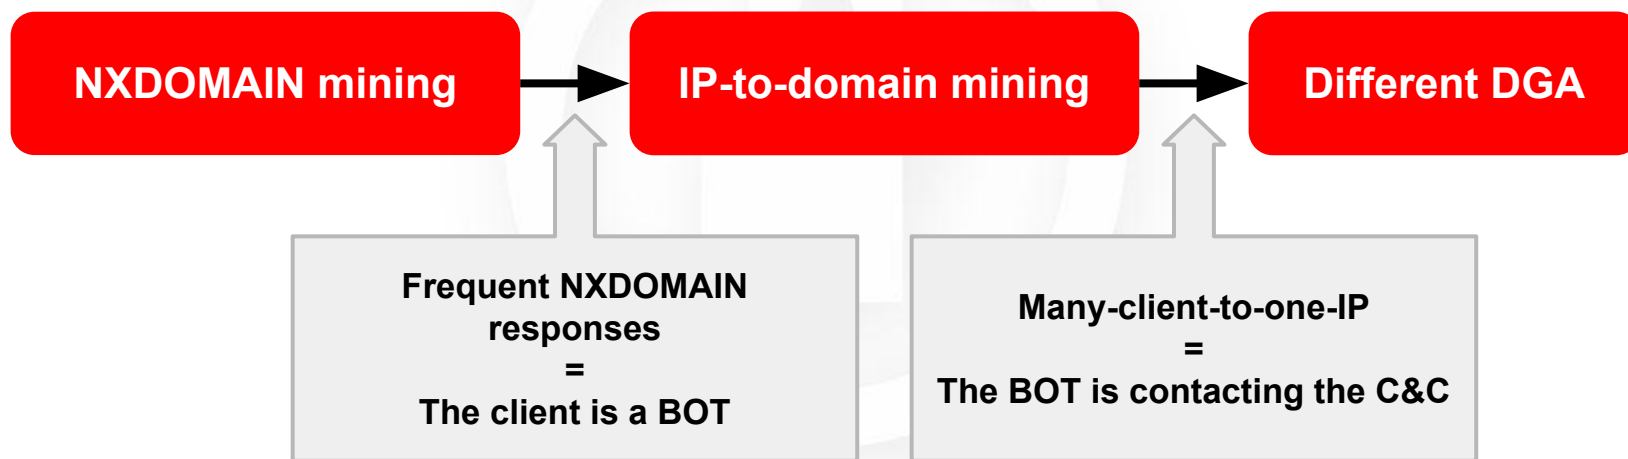 NXDOMAIN mining
IP-to-domain mining
Different DGA
Frequent NXDOMAIN
responses
=
The client is a BOT
Many-client-to-one-IP
=
The BOT is contacting the C&C